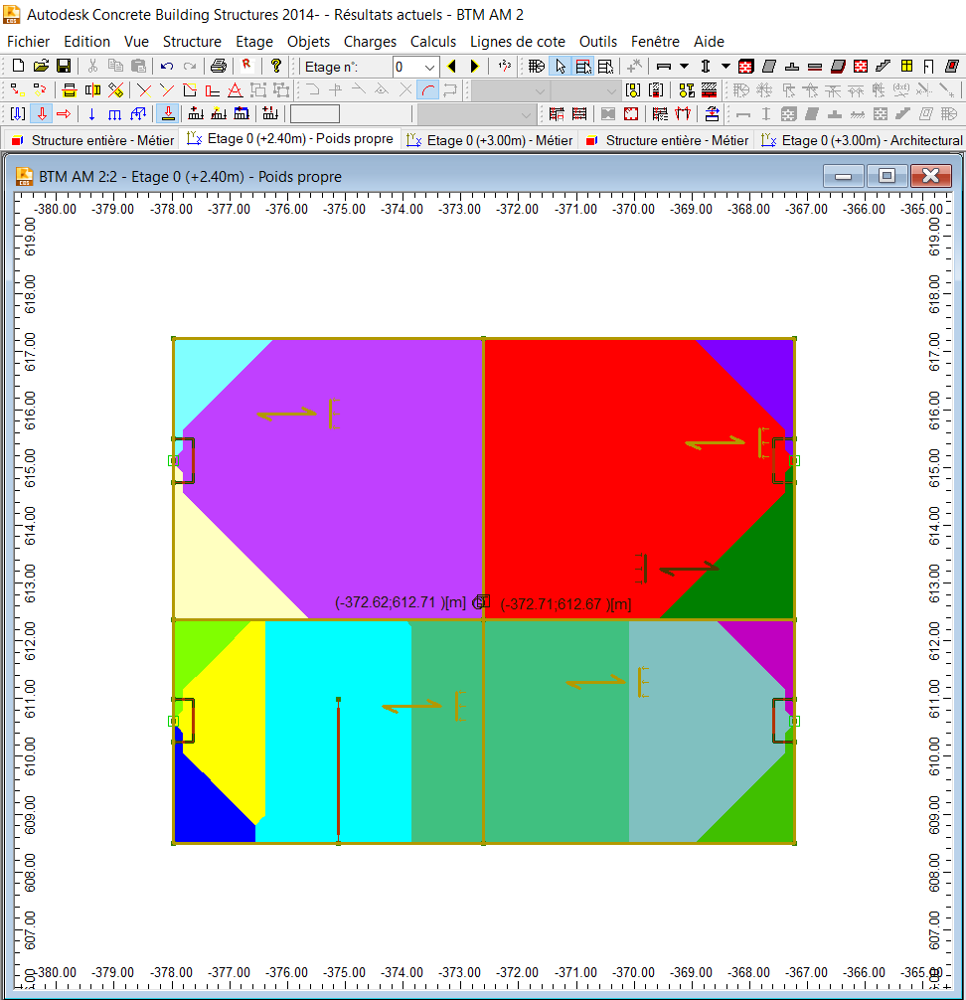 Autodesk Concrete Building Structures 2014- - Résultats actuels - BTM AM 2
Fichier Edition Vue Structure Etage Objets Charges Calculs Lignes de cote Outils Fenêtre Aide
Etage n°: 0
Structure entière - Métier Etage 0 (+2.40m) - Poids propre Etage 0 (+3.00m) - Métier Structure entière - Métier Etage 0 (+3.00m) - Architectural
BTM AM 2:2 - Etage 0 (+2.40m) - Poids propre
-380.00 -379.00 -378.00 -377.00 -376.00 -375.00 -374.00 -373.00 -372.00 -371.00 -370.00 -369.00 -368.00 -367.00 -366.00 -365.00
619.00 619.00
618.00 618.00
617.00 617.00
616.00 616.00
615.00 615.00
614.00 614.00
613.00 613.00
(-372.62;612.71 )[m] (-372.71;612.67 )[m]
612.00 612.00
611.00 611.00
610.00 610.00
609.00 609.00
608.00 608.00
607.00 607.00
-380.00 -379.00 -378.00 -377.00 -376.00 -375.00 -374.00 -373.00 -372.00 -371.00 -370.00 -369.00 -368.00 -367.00 -366.00 -365.00